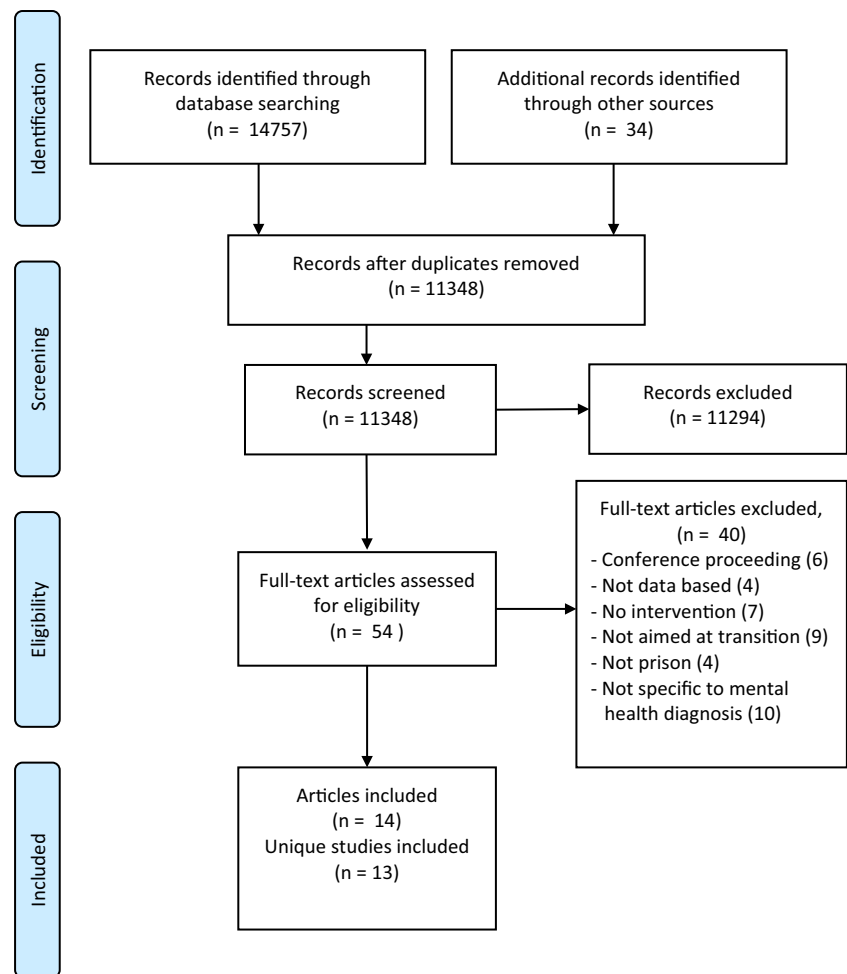 Identification
Records identified through
database searching
(n = 14757)
Additional records identified
through other sources
(n = 34)
Records after duplicates removed
(n = 11348)
Screening
Records screened
(n = 11348)
Records excluded
(n = 11294)
Eligibility
Full-text articles assessed
for eligibility
(n = 54 )
Full-text articles excluded,
(n = 40)
- Conference proceeding (6)
- Not data based (4)
- No intervention (7)
- Not aimed at transition (9)
- Not prison (4)
- Not specific to mental
health diagnosis (10)
Included
Articles included
(n = 14)
Unique studies included
(n = 13)